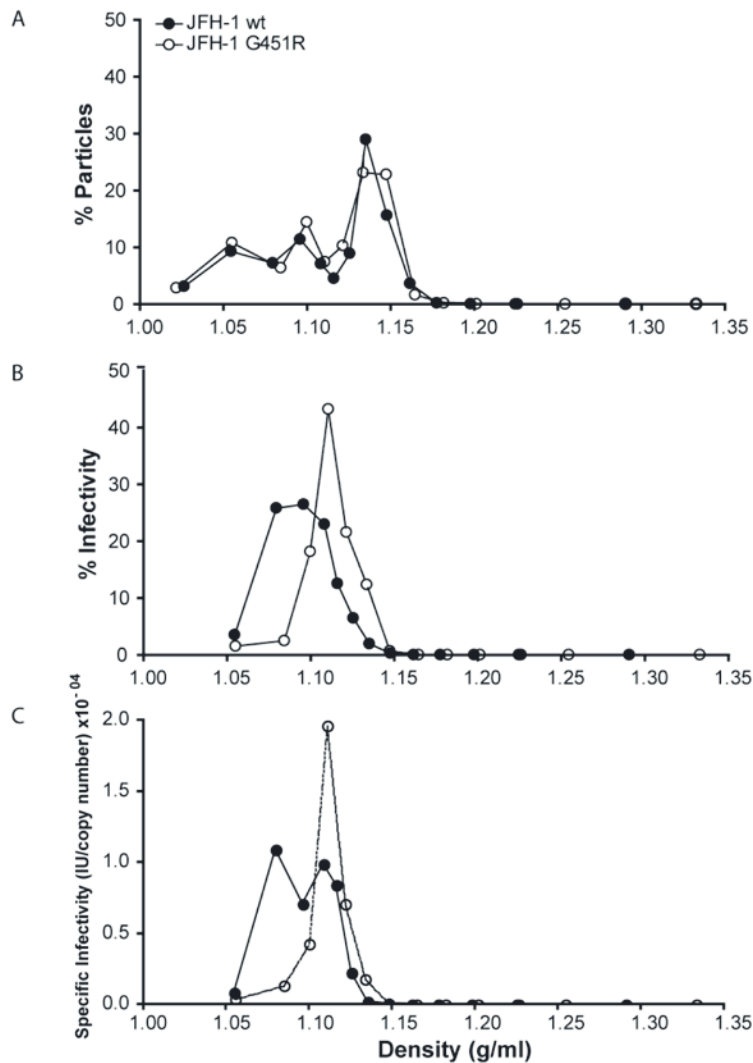 A
JFH-1 wt
JFH-1 G451R
% Particles
50
40
30
20
10
0
1.00 1.05 1.10 1.15 1.20 1.25 1.30 1.35
B
% Infectivity
50
40
30
20
10
0
1.00 1.05 1.10 1.15 1.20 1.25 1.30 1.35
C
Specific Infectivity (IU/copy number) x10⁻⁰⁴
2.0
1.5
1.0
0.5
0.0
1.00 1.05 1.10 1.15 1.20 1.25 1.30 1.35
Density (g/ml)